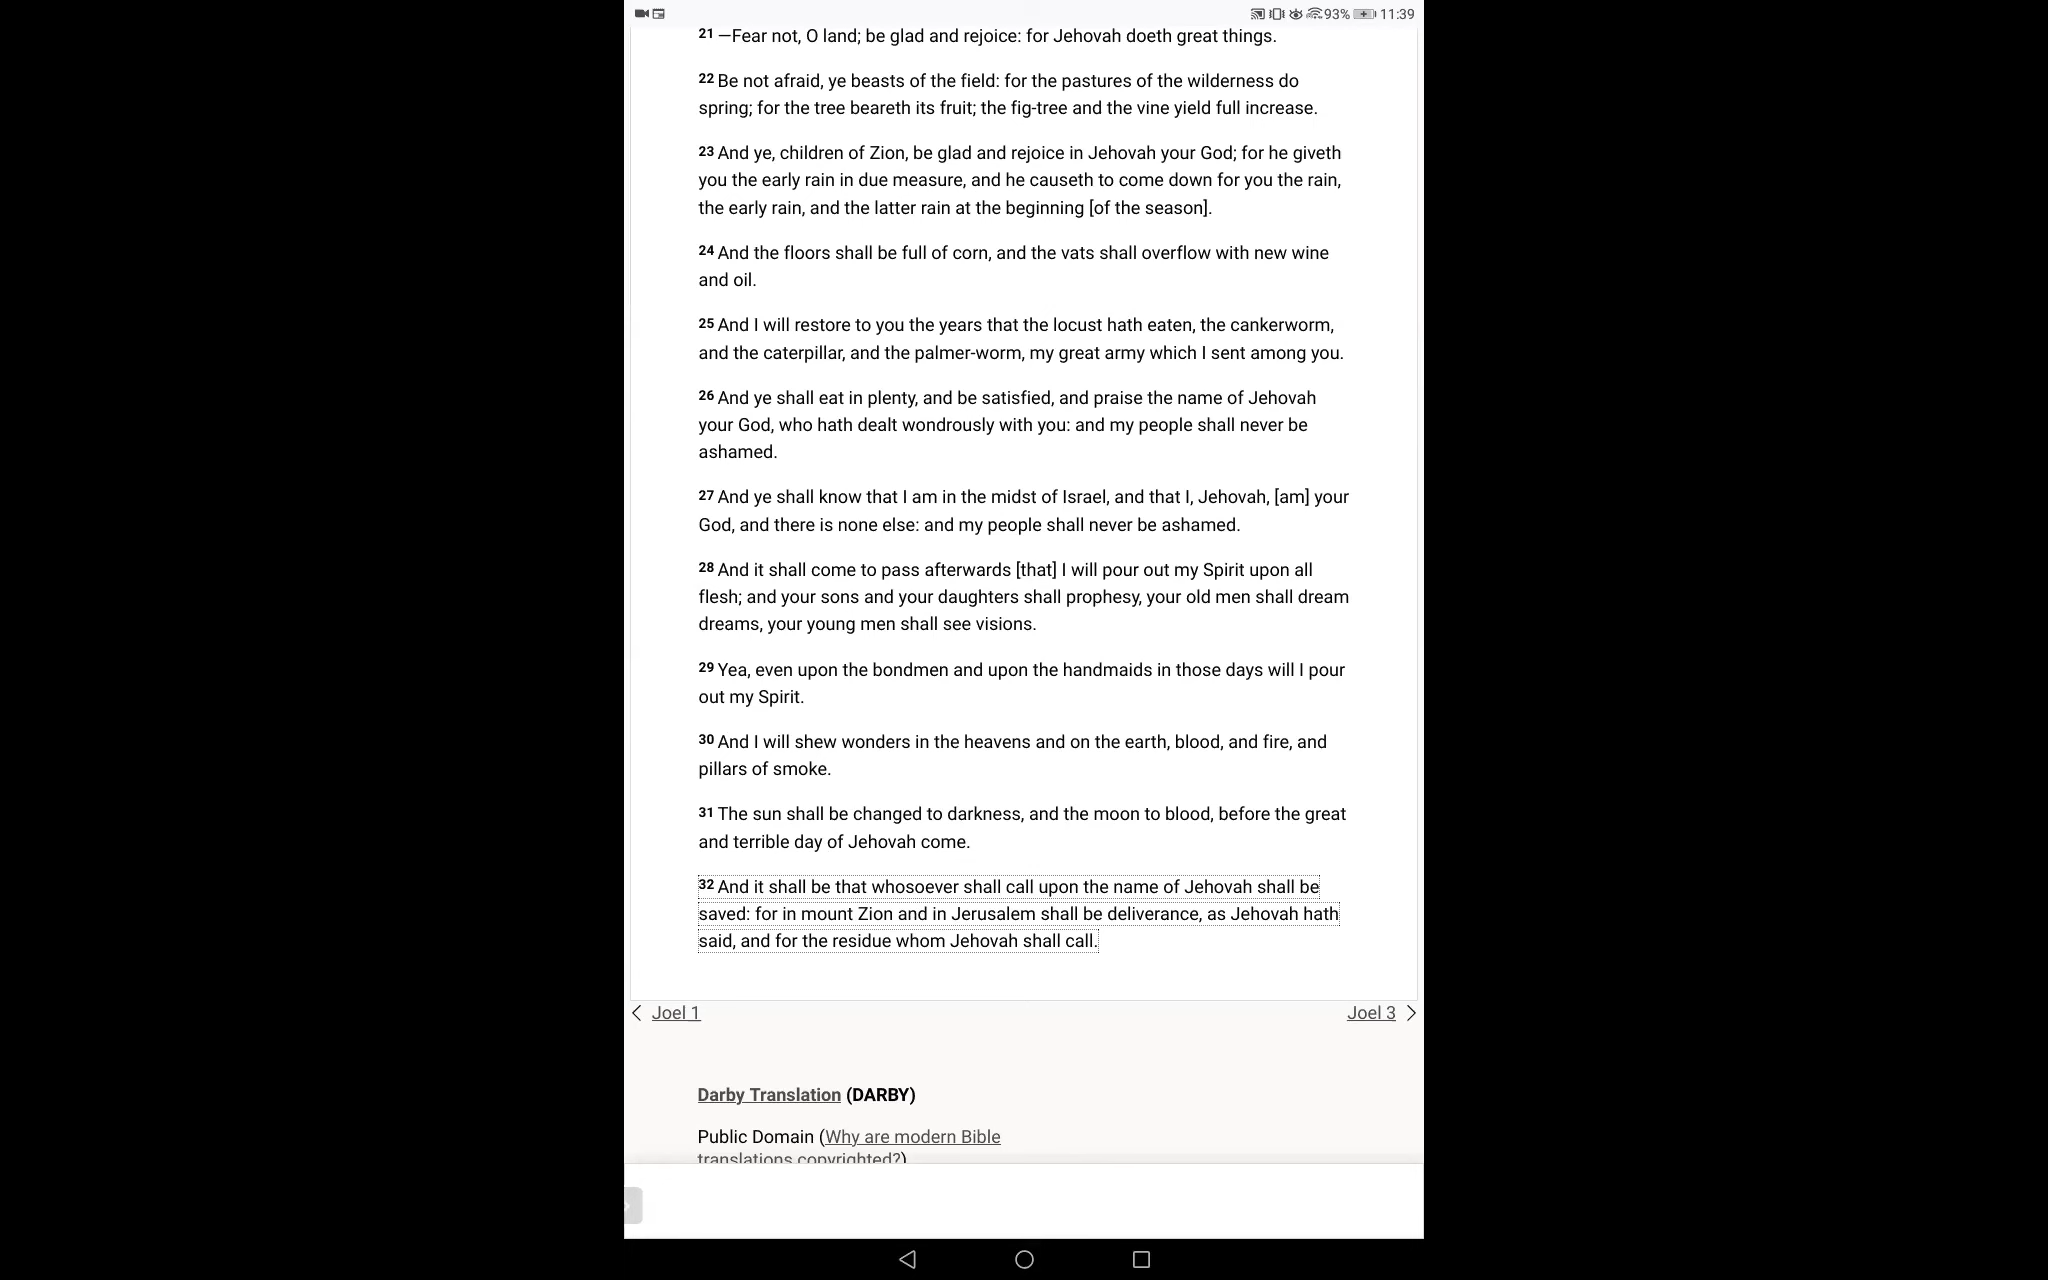 93% 11:39
21 —Fear not, O land; be glad and rejoice: for Jehovah doeth great things.
22 Be not afraid, ye beasts of the field: for the pastures of the wilderness do
spring; for the tree beareth its fruit; the fig-tree and the vine yield full increase.
23 And ye, children of Zion, be glad and rejoice in Jehovah your God; for he giveth
you the early rain in due measure, and he causeth to come down for you the rain,
the early rain, and the latter rain at the beginning [of the season].
24 And the floors shall be full of corn, and the vats shall overflow with new wine
and oil.
25 And I will restore to you the years that the locust hath eaten, the cankerworm,
and the caterpillar, and the palmer-worm, my great army which I sent among you.
26 And ye shall eat in plenty, and be satisfied, and praise the name of Jehovah
your God, who hath dealt wondrously with you: and my people shall never be
ashamed.
27 And ye shall know that I am in the midst of Israel, and that I, Jehovah, [am] your
God, and there is none else: and my people shall never be ashamed.
28 And it shall come to pass afterwards [that] I will pour out my Spirit upon all
flesh; and your sons and your daughters shall prophesy, your old men shall dream
dreams, your young men shall see visions.
29 Yea, even upon the bondmen and upon the handmaids in those days will I pour
out my Spirit.
30 And I will shew wonders in the heavens and on the earth, blood, and fire, and
pillars of smoke.
31 The sun shall be changed to darkness, and the moon to blood, before the great
and terrible day of Jehovah come.
32 And it shall be that whosoever shall call upon the name of Jehovah shall be
saved: for in mount Zion and in Jerusalem shall be deliverance, as Jehovah hath
said, and for the residue whom Jehovah shall call.
Joel 1
Joel 3
Darby Translation (DARBY)
Public Domain (Why are modern Bible
translations copyrighted?)